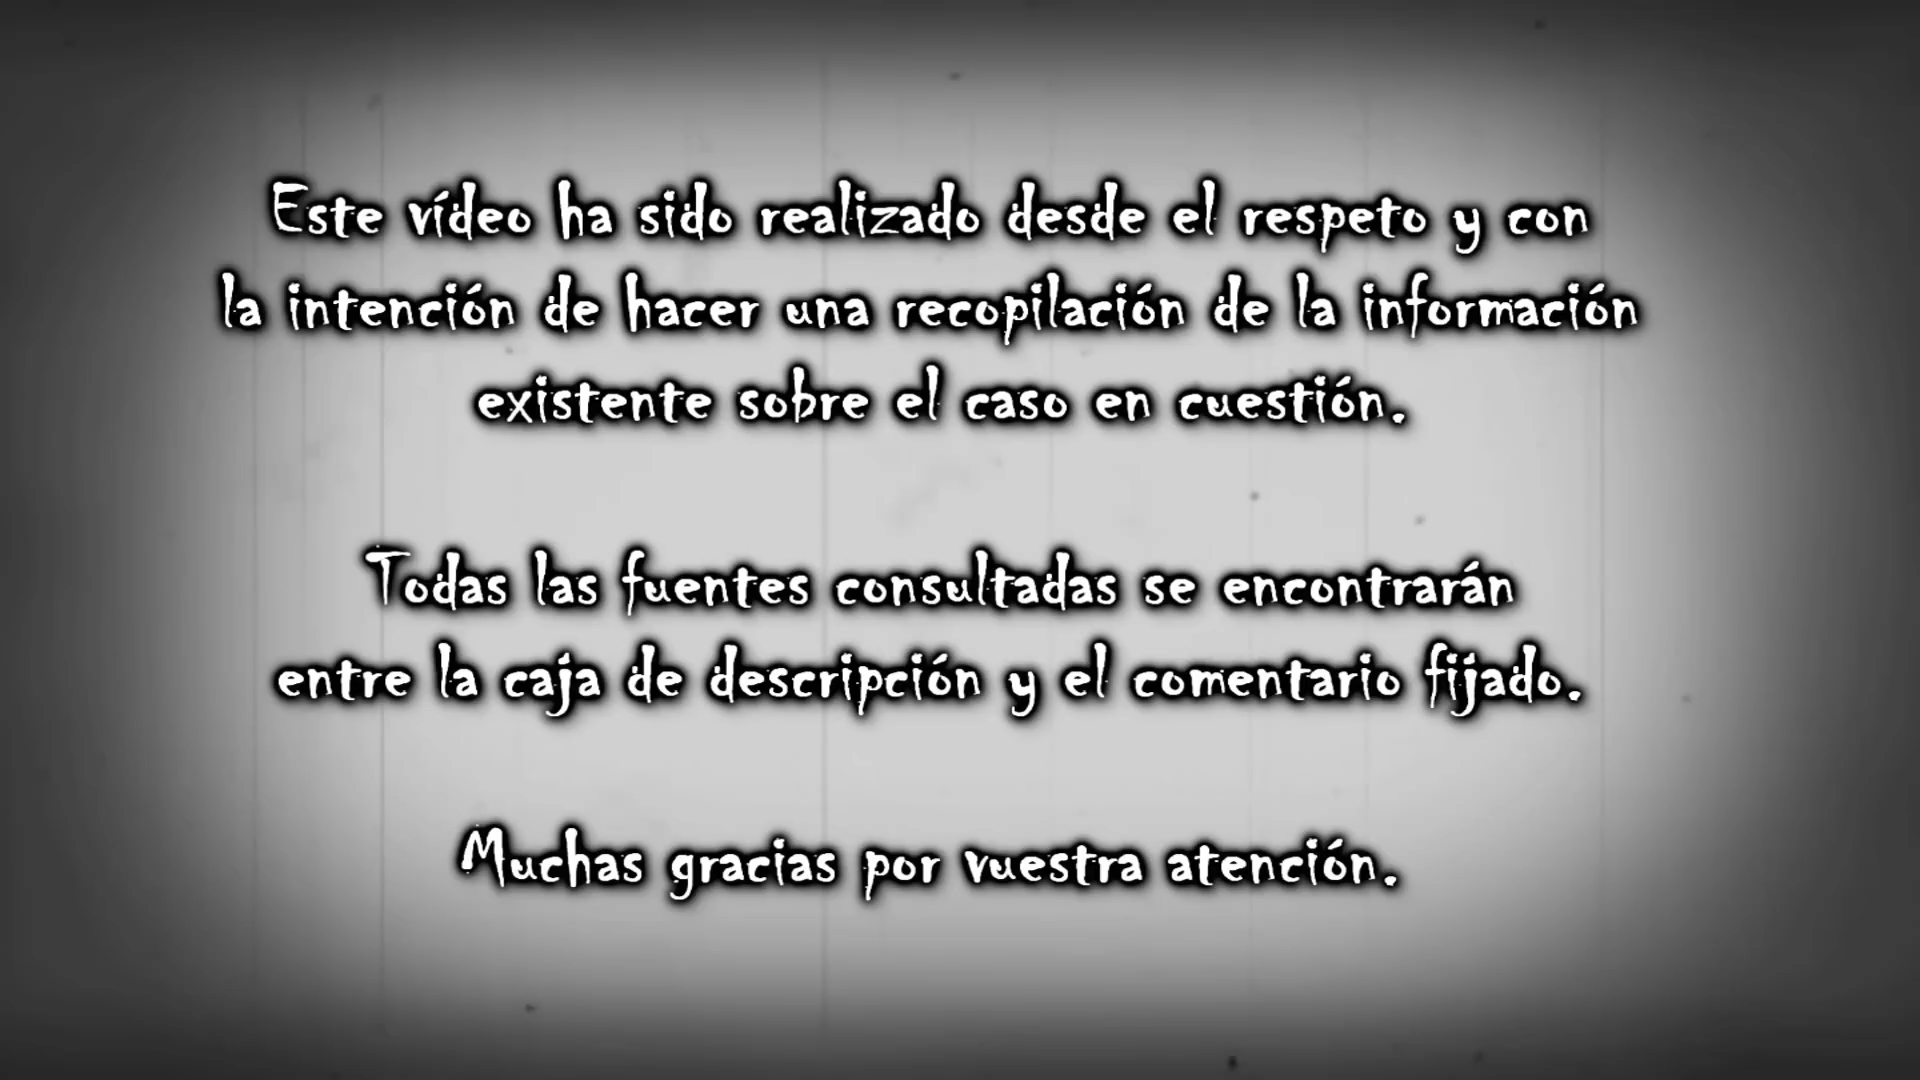 Este vídeo ha sido realizado desde el respeto y con
la intención de hacer una recopilación de la información
existente sobre el caso en cuestión.
Todas las fuentes consultadas se encontrarán
entre la caja de descripción y el comentario fijado.
Muchas gracias por vuestra atención.